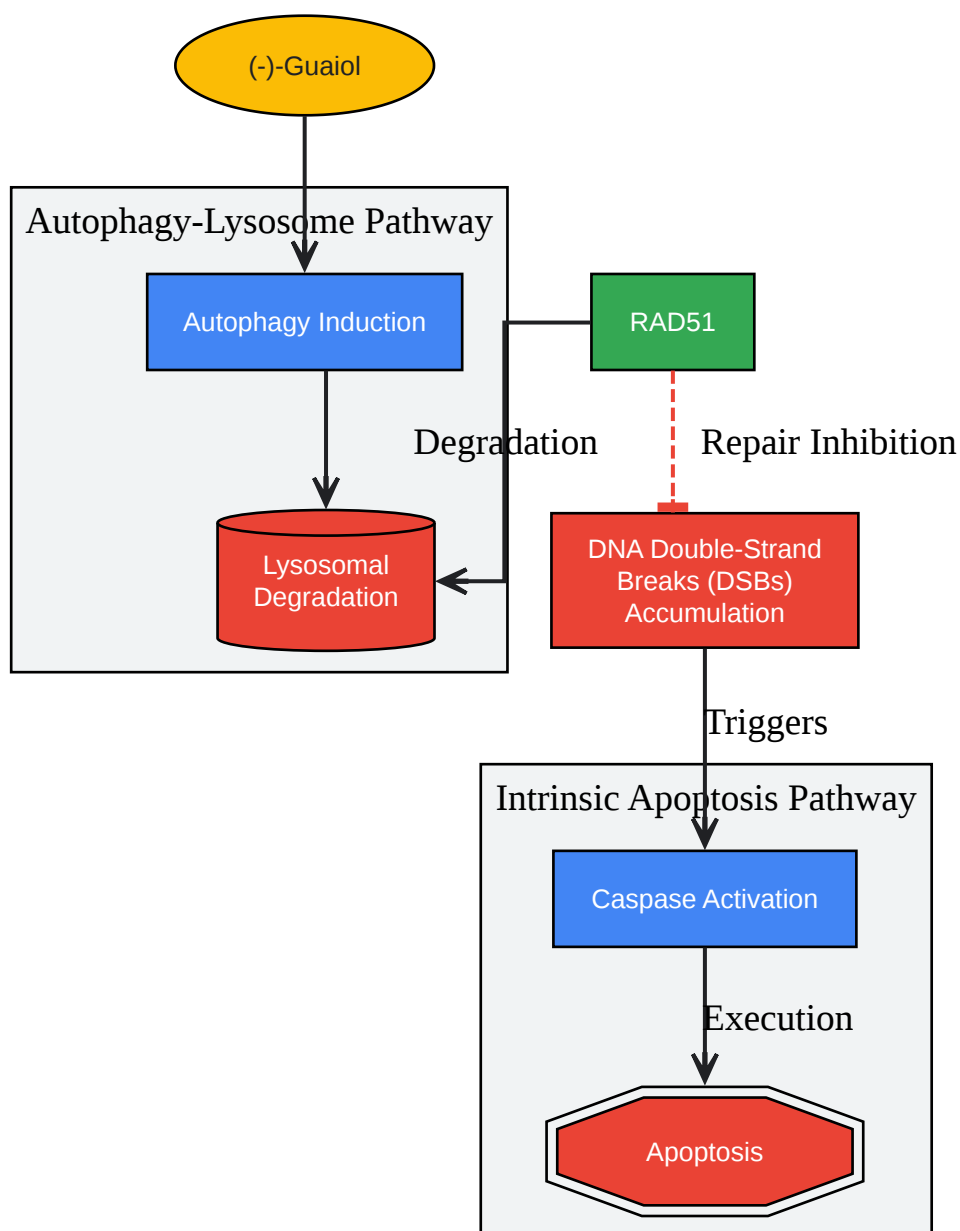 (-)-Guaiol
Autophagy-Lysosome Pathway
Autophagy Induction
RAD51
Degradation
Repair Inhibition
Lysosomal
Degradation
DNA Double-Strand
Breaks (DSBs)
Accumulation
Triggers
Intrinsic Apoptosis Pathway
Caspase Activation
Execution
Apoptosis